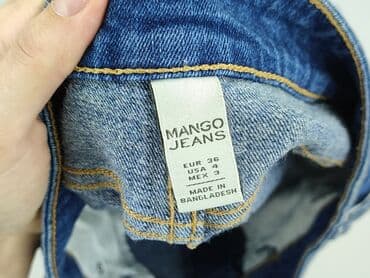 MANGO
JEANS
EUR 36
USA 4
MEX 3
MADE IN
BANGLADESH